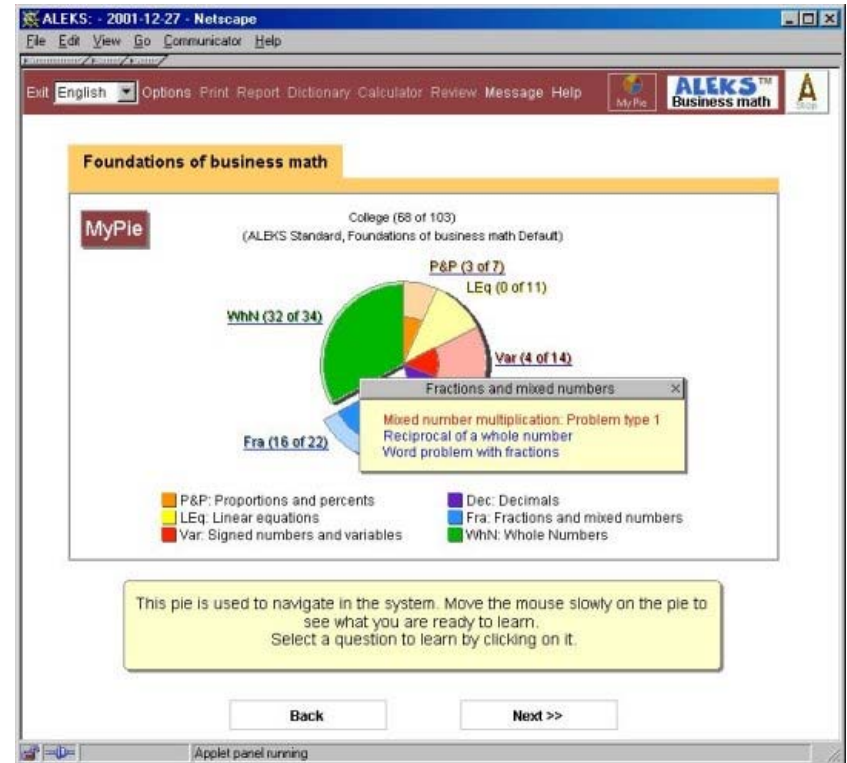 ALEKS: - 2001-12-27 - Netscape
File Edit View Go Communicator Help
Exit English Options Print Report Dictionary Calculator Review Message Help MyPie ALEKS™ Business math Stop
Foundations of business math
MyPie
College (68 of 103)
(ALEKS Standard, Foundations of business math Default)
P&P (3 of 7)
LEq (0 of 11)
WhN (32 of 34)
Var (4 of 14)
Fractions and mixed numbers
Mixed number multiplication: Problem type 1
Reciprocal of a whole number
Word problem with fractions
Fra (16 of 22)
P&P: Proportions and percents
LEq: Linear equations
Var: Signed numbers and variables
Dec: Decimals
Fra: Fractions and mixed numbers
WhN: Whole Numbers
This pie is used to navigate in the system. Move the mouse slowly on the pie to
see what you are ready to learn.
Select a question to learn by clicking on it.
Back
Next >>
Applet panel running